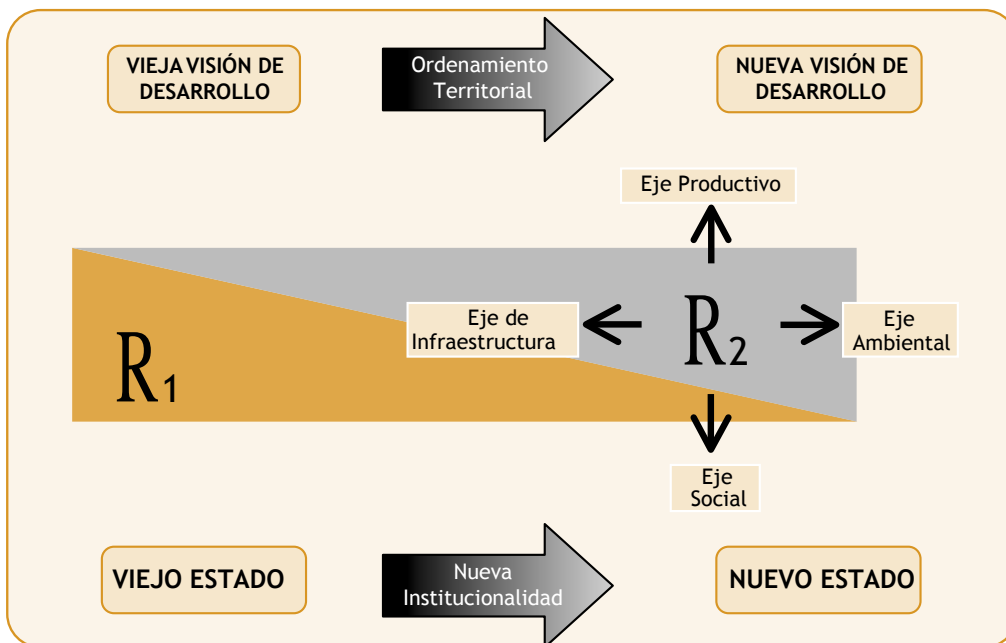 VIEJA VISIÓN DE
DESARROLLO
Ordenamiento
Territorial
NUEVA VISIÓN DE
DESARROLLO
Eje Productivo
R1
Eje de
Infraestructura
R2
Eje
Ambiental
Eje
Social
VIEJO ESTADO
Nueva
Institucionalidad
NUEVO ESTADO